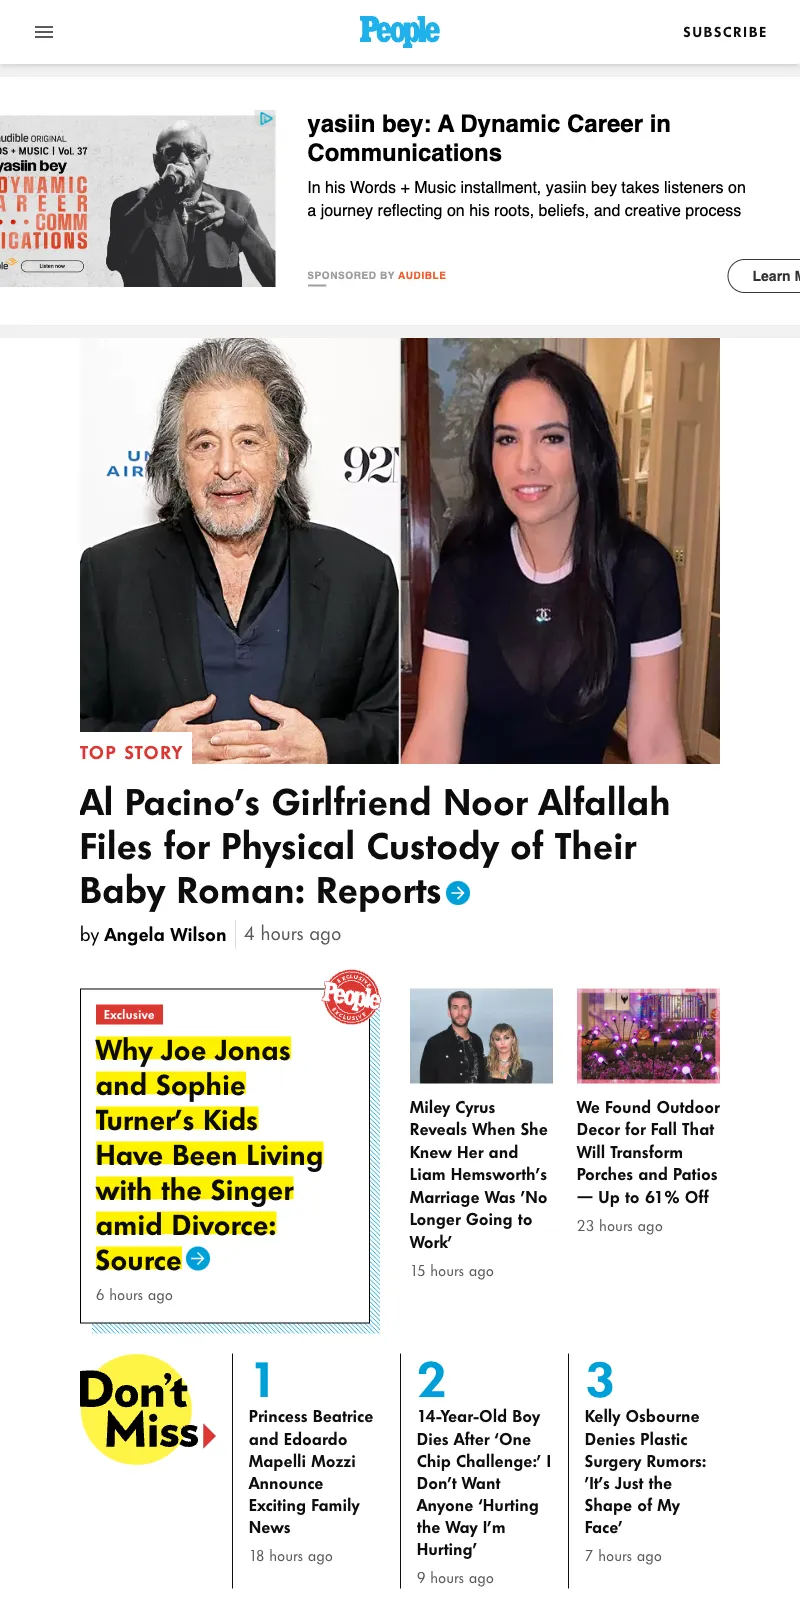 People
SUBSCRIBE
audible ORIGINAL
DS + MUSIC | Vol. 37
yasiin bey
DYNAMIC
AREER
COMM
ICATIONS
Listen now
yasiin bey: A Dynamic Career in
Communications
In his Words + Music installment, yasiin bey takes listeners on
a journey reflecting on his roots, beliefs, and creative process
SPONSORED BY AUDIBLE
Learn M
UN
AIR
92
TOP STORY
Al Pacino’s Girlfriend Noor Alfallah
Files for Physical Custody of Their
Baby Roman: Reports
by Angela Wilson
4 hours ago
EXCLUSIVE
People
EXCLUSIVE
Exclusive
Why Joe Jonas
and Sophie
Turner’s Kids
Have Been Living
with the Singer
amid Divorce:
Source
6 hours ago
Miley Cyrus
Reveals When She
Knew Her and
Liam Hemsworth’s
Marriage Was ’No
Longer Going to
Work’
15 hours ago
We Found Outdoor
Decor for Fall That
Will Transform
Porches and Patios
— Up to 61% Off
23 hours ago
Don't
Miss
1
Princess Beatrice
and Edoardo
Mapelli Mozzi
Announce
Exciting Family
News
18 hours ago
2
14-Year-Old Boy
Dies After ‘One
Chip Challenge:’ I
Don’t Want
Anyone ‘Hurting
the Way I’m
Hurting’
9 hours ago
3
Kelly Osbourne
Denies Plastic
Surgery Rumors:
’It’s Just the
Shape of My
Face’
7 hours ago